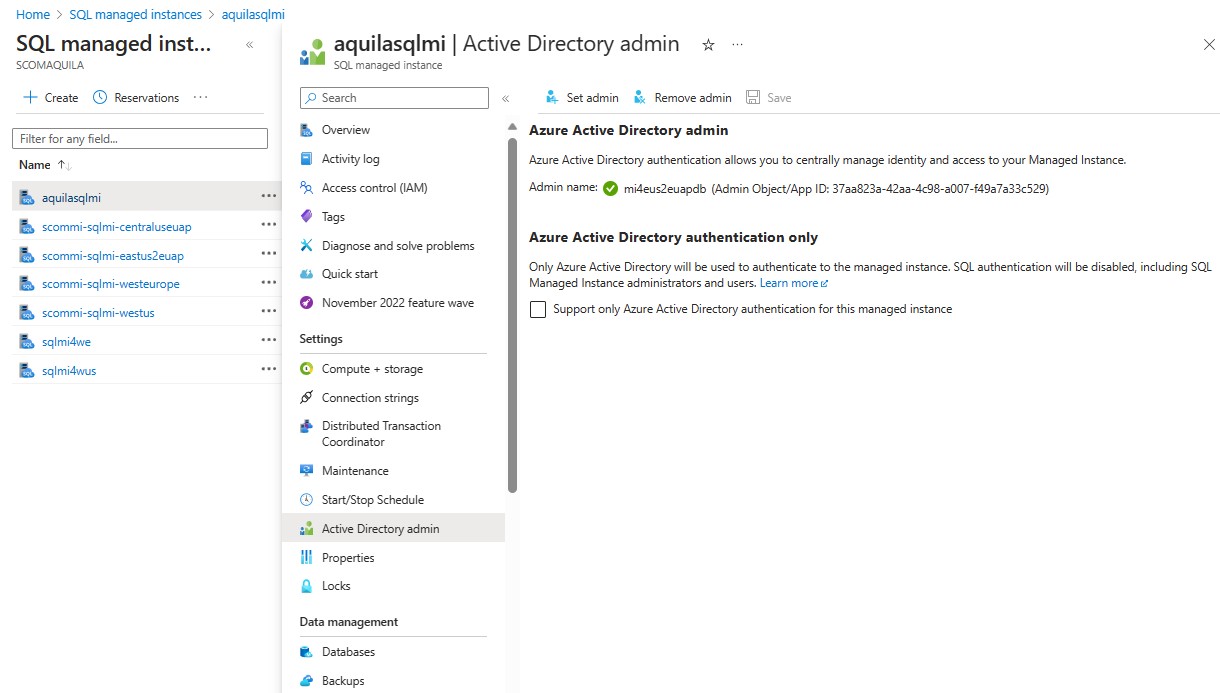 Home > SQL managed instances > aquilasqlmi
SQL managed inst...
SCOMAQUILA
Create
Reservations
Filter for any field...
Name
aquilasqlmi
scommi-sqlmi-centraluseuap
scommi-sqlmi-eastus2euap
scommi-sqlmi-westeurope
scommi-sqlmi-westus
sqlmi4we
sqlmi4wus
aquilasqlmi | Active Directory admin
SQL managed instance
Search
Overview
Activity log
Access control (IAM)
Tags
Diagnose and solve problems
Quick start
November 2022 feature wave
Settings
Compute + storage
Connection strings
Distributed Transaction
Coordinator
Maintenance
Start/Stop Schedule
Active Directory admin
Properties
Locks
Data management
Databases
Backups
Set admin
Remove admin
Save
Azure Active Directory admin
Azure Active Directory authentication allows you to centrally manage identity and access to your Managed Instance.
Admin name: mi4eus2euapdb (Admin Object/App ID: 37aa823a-42aa-4c98-a007-f49a7a33c529)
Azure Active Directory authentication only
Only Azure Active Directory will be used to authenticate to the managed instance. SQL authentication will be disabled, including SQL
Managed Instance administrators and users. Learn more
Support only Azure Active Directory authentication for this managed instance